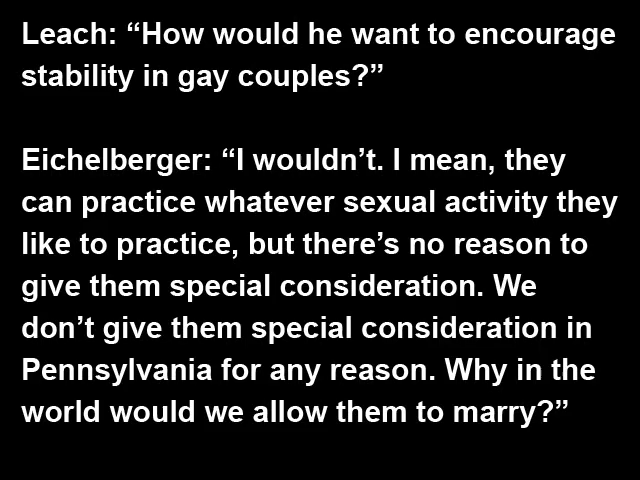 Leach: “How would he want to encourage
stability in gay couples?”
Eichelberger: “I wouldn’t. I mean, they
can practice whatever sexual activity they
like to practice, but there’s no reason to
give them special consideration. We
don’t give them special consideration in
Pennsylvania for any reason. Why in the
world would we allow them to marry?”